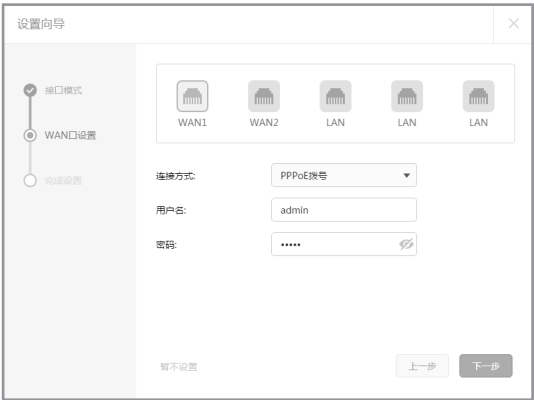 设置向导
接口模式
WAN口设置
完成设置
WAN1 WAN2 LAN LAN LAN
连接方式: PPPoE拨号
用户名: admin
密码: •••••
暂不设置 上一步 下一步